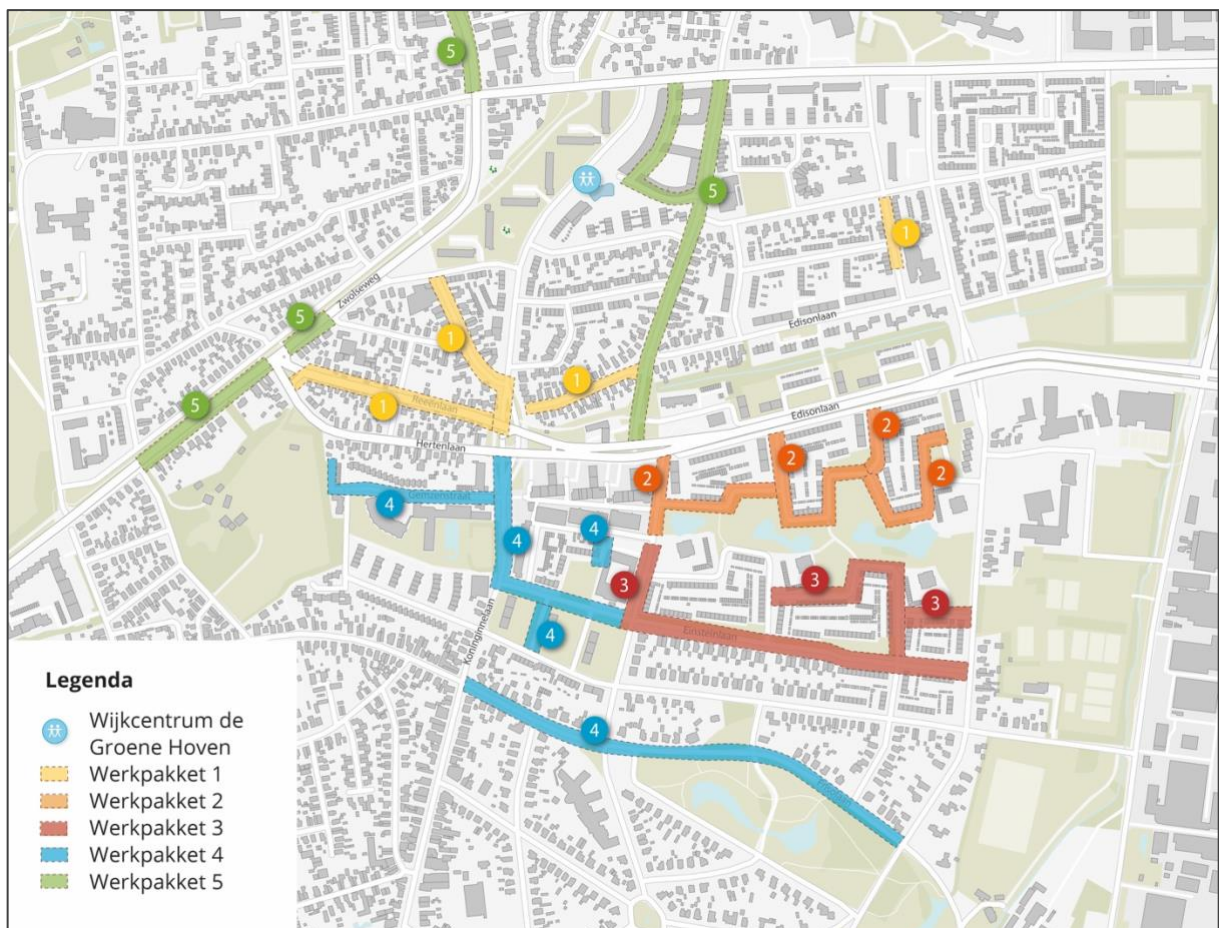 5
5
1
Zwolseweg
5
Edisonlaan
1
1
5
1
Reeënlaan
Hertenlaan
Edisonlaan
2
2
2
2
4
Gemzenstraat
4
4
3
3
3
4
Einsteinlaan
Koninginnelaan
4
Legenda
Wijkcentrum de
Groene Hoven
Werkpakket 1
Werkpakket 2
Werkpakket 3
Werkpakket 4
Werkpakket 5